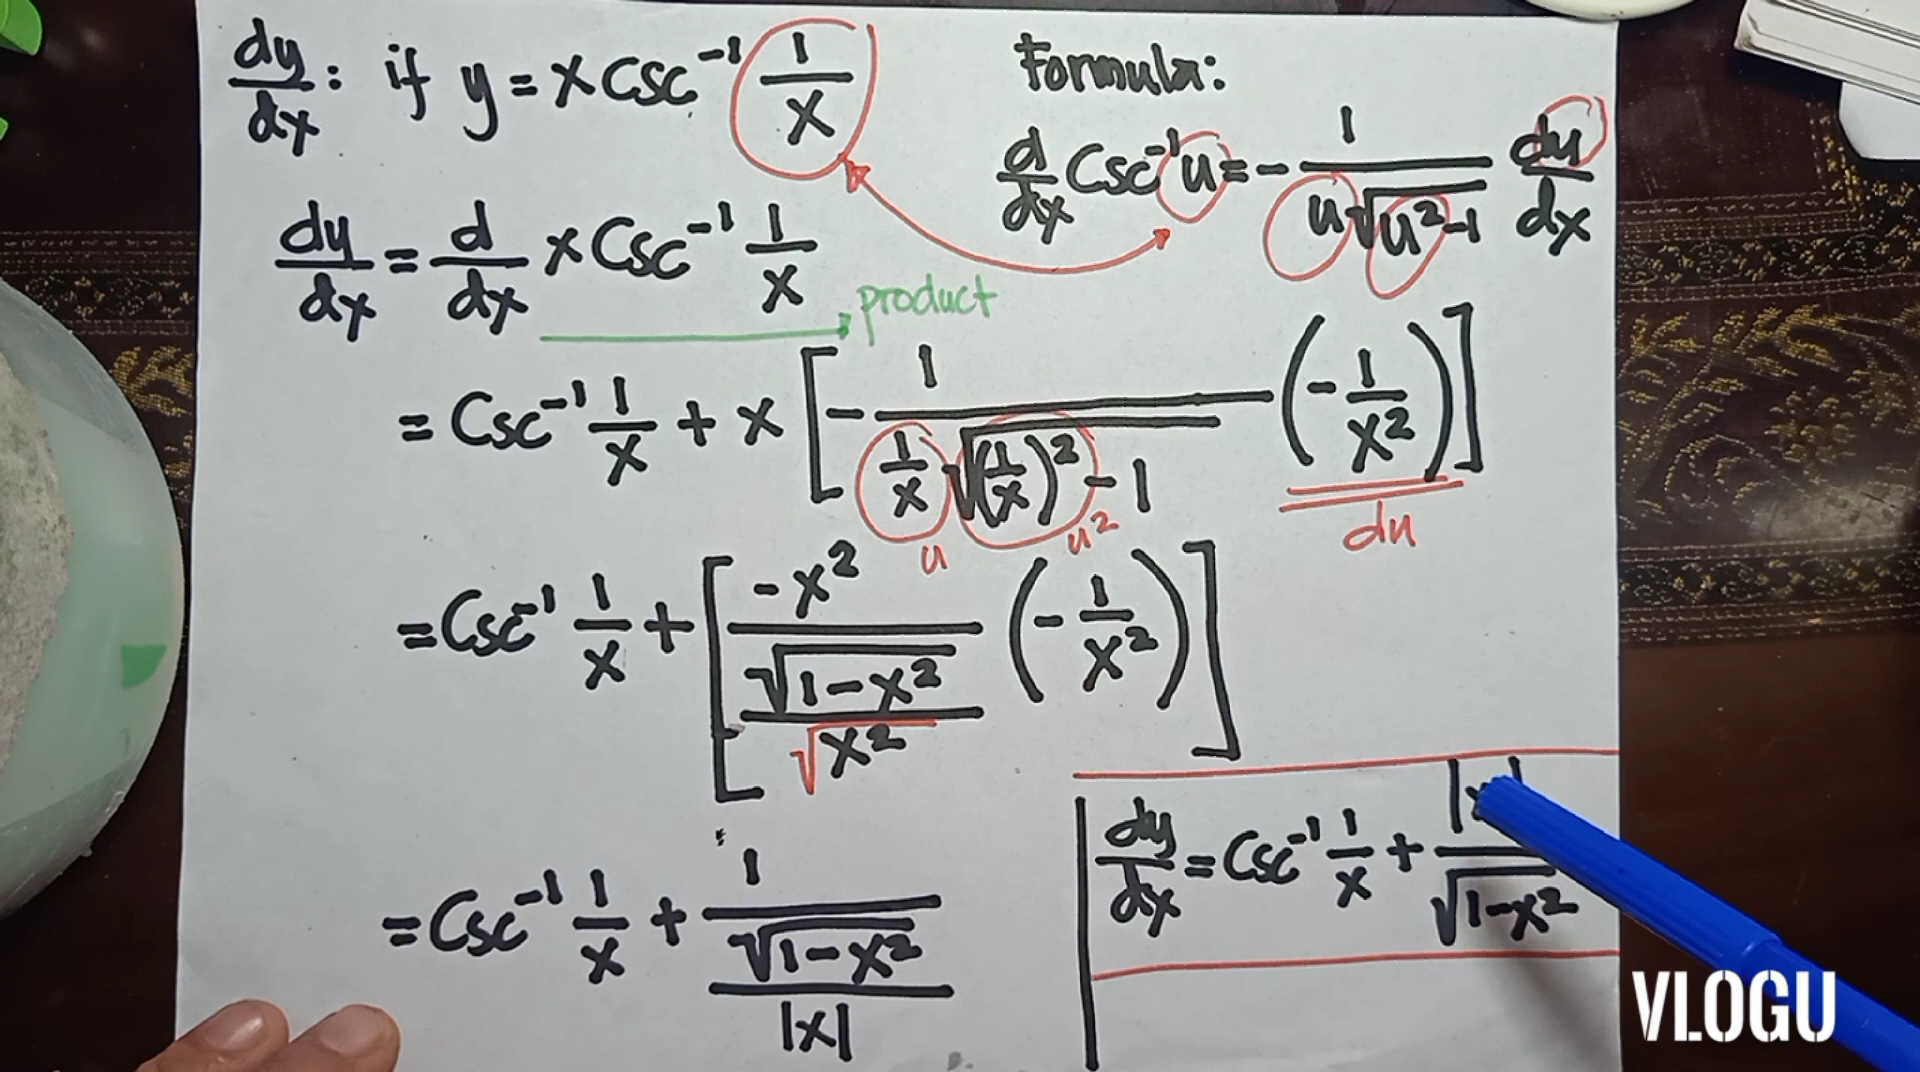 dy/dx: if y = x Csc⁻¹ 1/x
Formula:
d/dx Csc⁻¹ u = - 1/(u√(u²-1)) du/dx
dy/dx = d/dx x Csc⁻¹ 1/x
product
= Csc⁻¹ 1/x + x [ - 1/(1/x √((1/x)² - 1)) (- 1/x²) ]
u
u²
du
= Csc⁻¹ 1/x + [ -x²/(√(1-x²)/√x²) (- 1/x²) ]
= Csc⁻¹ 1/x + 1/(√(1-x²)/|x|)
dy/dx = Csc⁻¹ 1/x + |x|/√(1-x²)
VLOGU